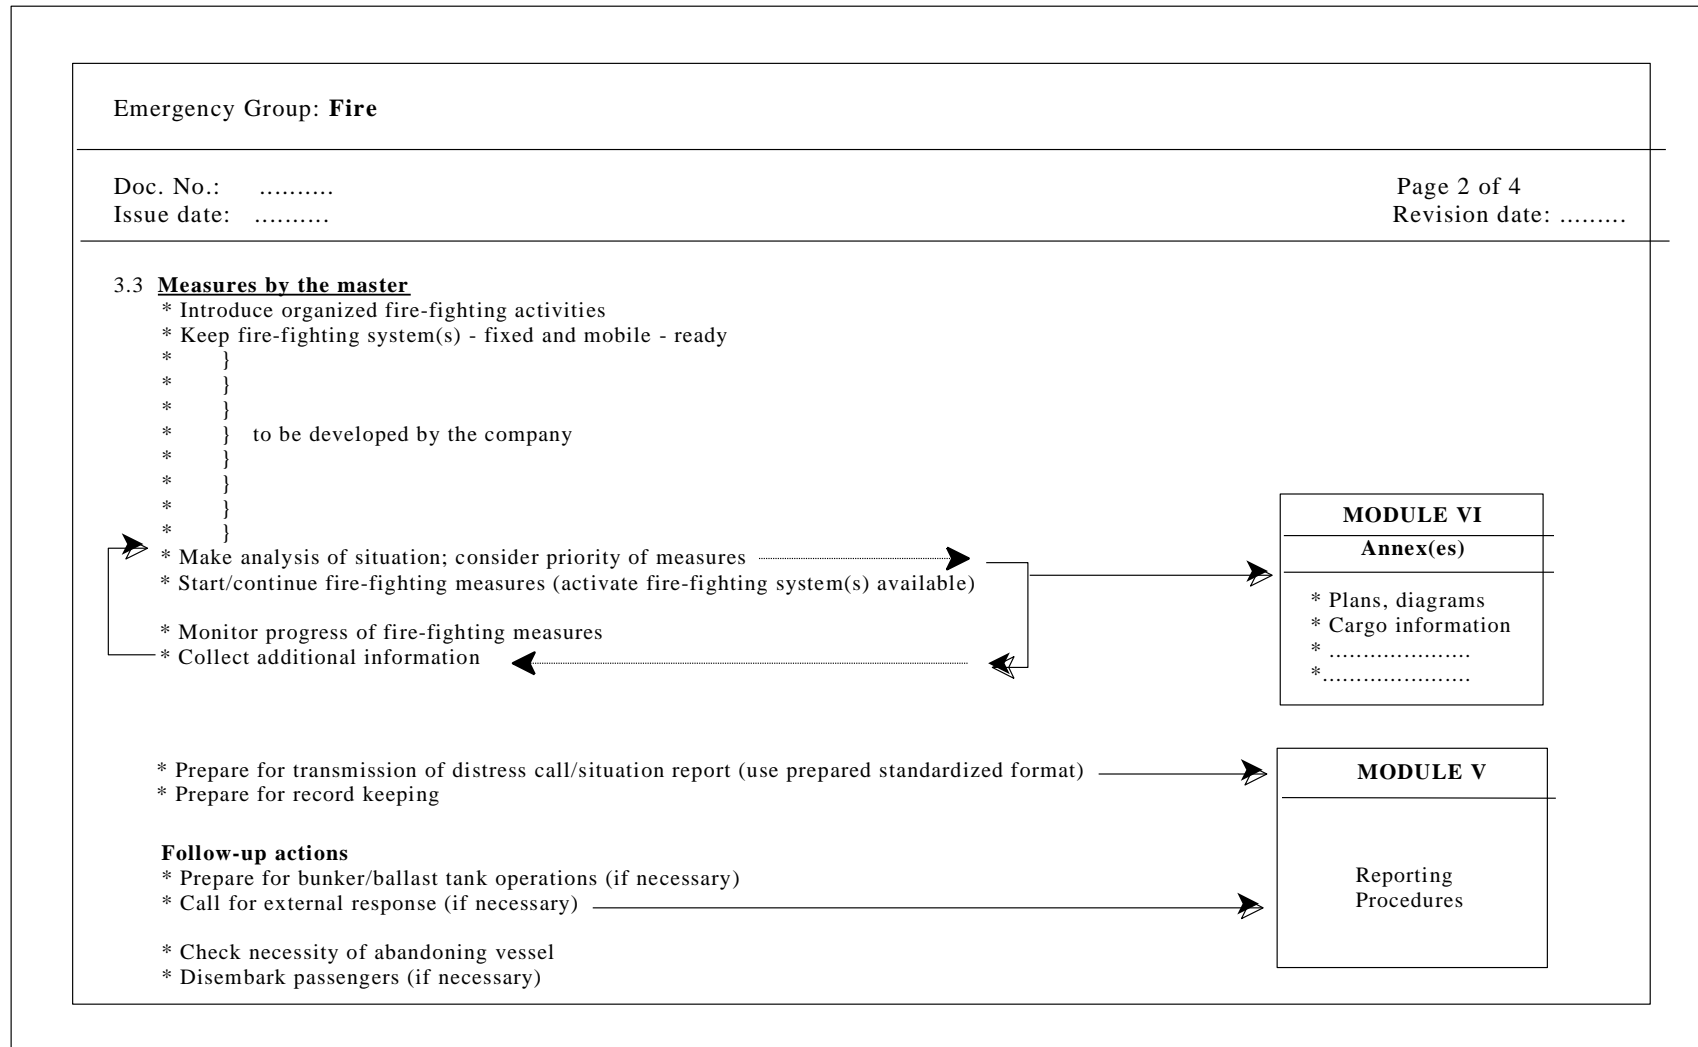 Emergency Group: Fire
Doc. No.: ..........
Page 2 of 4
Issue date: ..........
Revision date: .........
3.3 Measures by the master
* Introduce organized fire-fighting activities
* Keep fire-fighting system(s) - fixed and mobile - ready
* }
* }
* }
* } to be developed by the company
* }
* }
* }
* }
* Make analysis of situation; consider priority of measures
* Start/continue fire-fighting measures (activate fire-fighting system(s) available)
* Monitor progress of fire-fighting measures
* Collect additional information
MODULE VI
Annex(es)
* Plans, diagrams
* Cargo information
* .....................
*......................
* Prepare for transmission of distress call/situation report (use prepared standardized format)
* Prepare for record keeping
Follow-up actions
* Prepare for bunker/ballast tank operations (if necessary)
* Call for external response (if necessary)
* Check necessity of abandoning vessel
* Disembark passengers (if necessary)
MODULE V
Reporting
Procedures